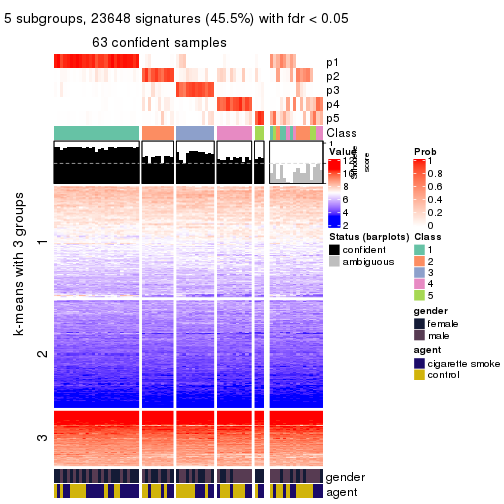 5 subgroups, 23648 signatures (45.5%) with fdr < 0.05
63 confident samples
p1
p2
p3
p4
p5
Class
1
Silhouette
score
k-means with 3 groups
1
2
3
gender
agent
Value
12
10
8
6
4
2
Prob
1
0.8
0.6
0.4
0.2
0
Status (barplots)
confident
ambiguous
Class
1
2
3
4
5
gender
female
male
agent
cigarette smoke
control